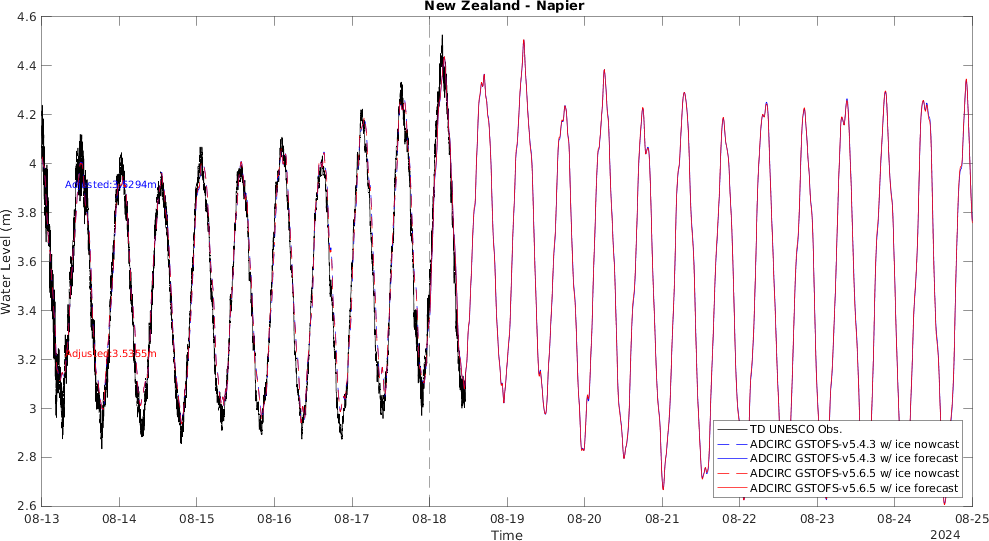 New Zealand - Napier
4.6
4.4
4.2
4
3.8
3.6
3.4
3.2
3
2.8
2.6
Water Level (m)
Adjusted:3.5294m
Adjusted:3.5355m
TD UNESCO Obs.
ADCIRC GSTOFS-v5.4.3 w/ ice nowcast
ADCIRC GSTOFS-v5.4.3 w/ ice forecast
ADCIRC GSTOFS-v5.6.5 w/ ice nowcast
ADCIRC GSTOFS-v5.6.5 w/ ice forecast
08-13 08-14 08-15 08-16 08-17 08-18 08-19 08-20 08-21 08-22 08-23 08-24 08-25
Time
2024